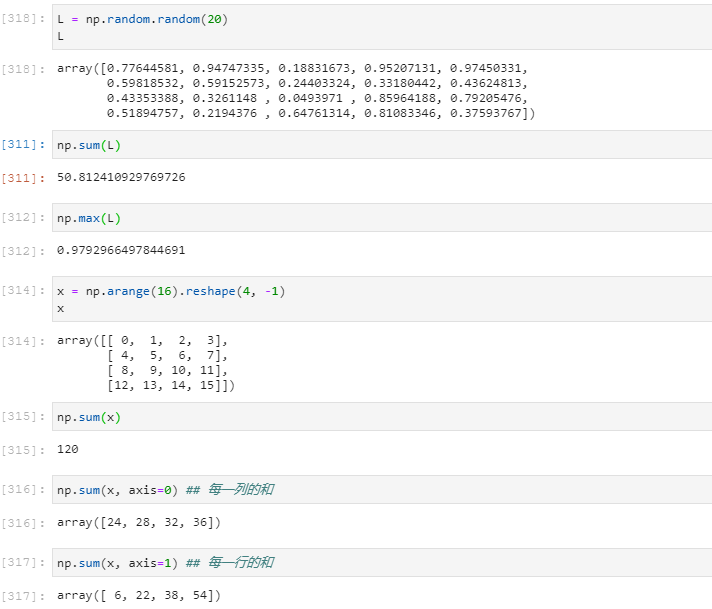 [318]: L = np.random.random(20)
L
[318]: array([0.77644581, 0.94747335, 0.18831673, 0.95207131, 0.97450331,
0.59818532, 0.59152573, 0.24403324, 0.33180442, 0.43624813,
0.43353388, 0.3261148 , 0.0493971 , 0.85964188, 0.79205476,
0.51894757, 0.2194376 , 0.64761314, 0.81083346, 0.37593767])
[311]: np.sum(L)
[311]: 50.812410929769726
[312]: np.max(L)
[312]: 0.9792966497844691
[314]: x = np.arange(16).reshape(4, -1)
x
[314]: array([[ 0,  1,  2,  3],
[ 4,  5,  6,  7],
[ 8,  9, 10, 11],
[12, 13, 14, 15]])
[315]: np.sum(x)
[315]: 120
[316]: np.sum(x, axis=0) ## 每一列的和
[316]: array([24, 28, 32, 36])
[317]: np.sum(x, axis=1) ## 每一行的和
[317]: array([ 6, 22, 38, 54])